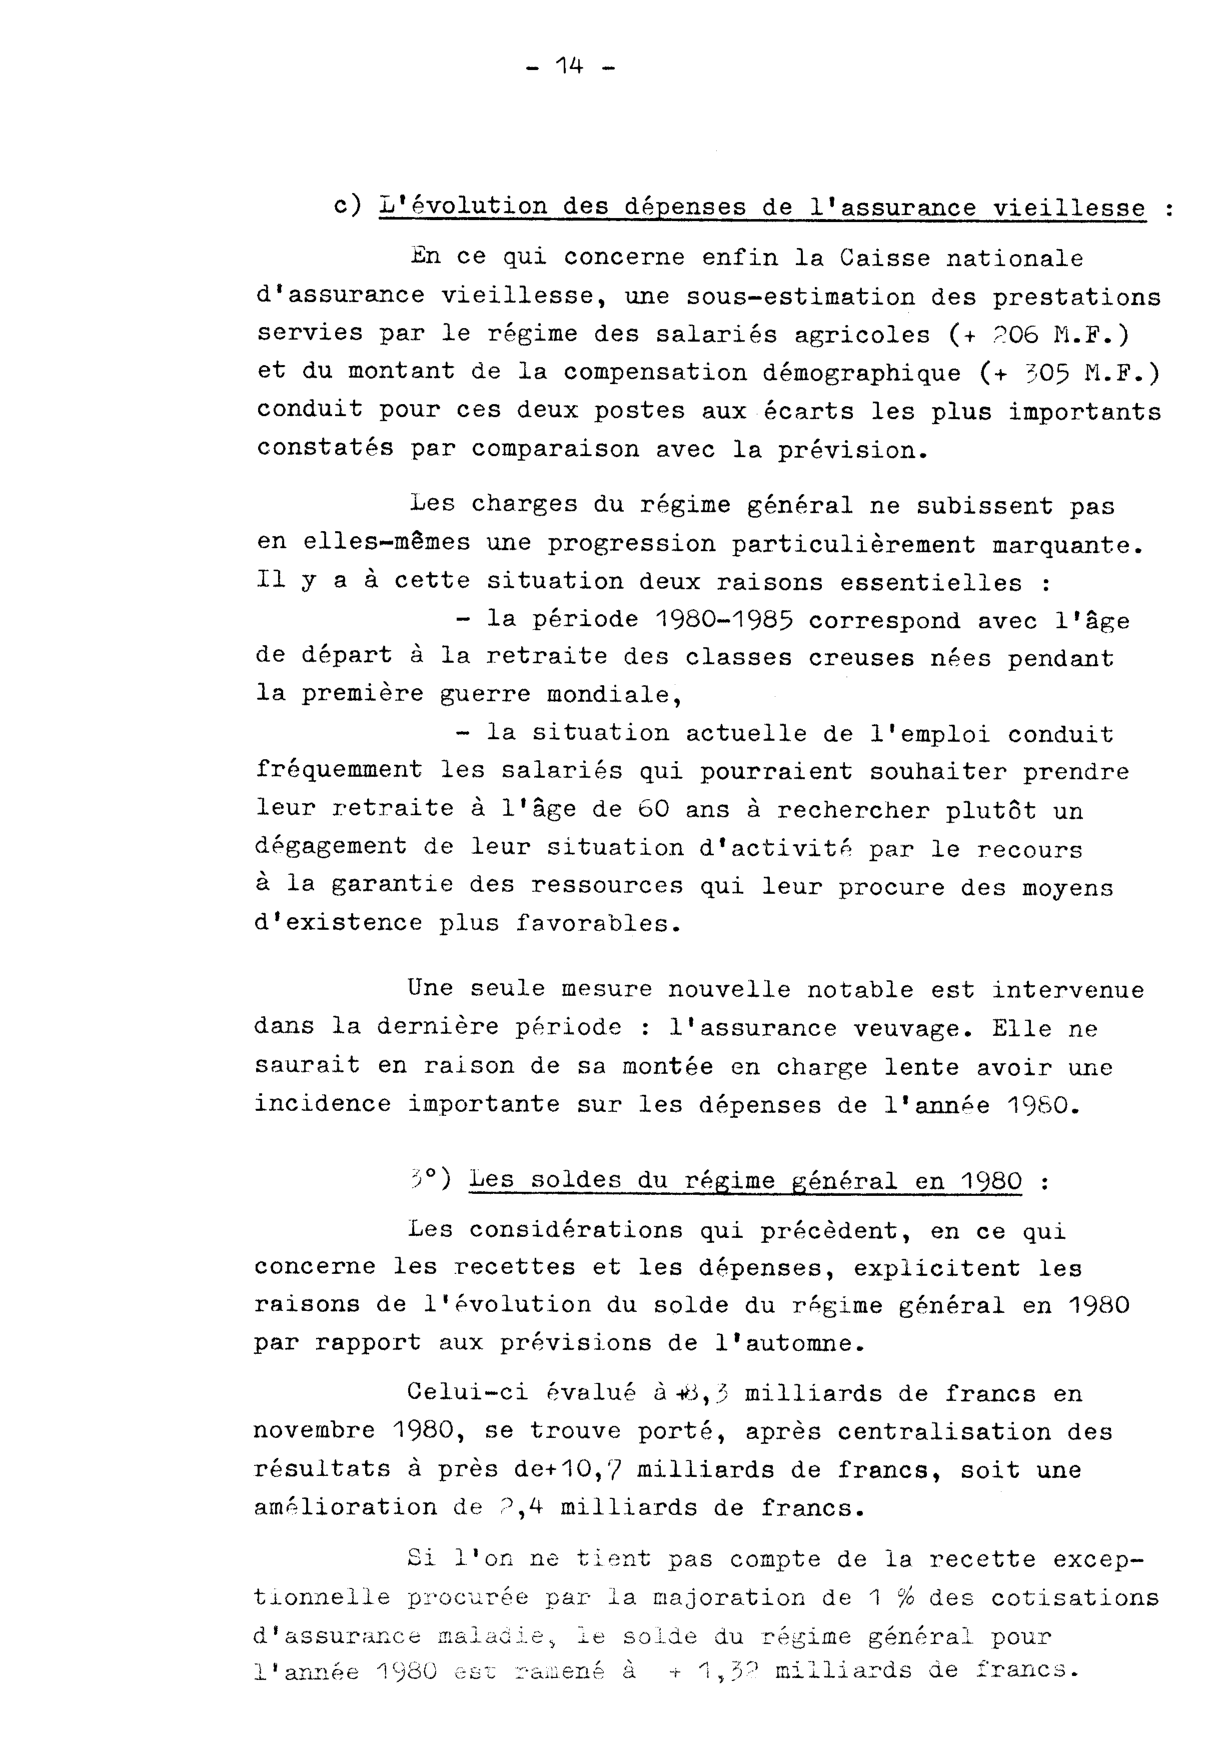 - 14 -
c) L'évolution des dépenses de l'assurance vieillesse :
En ce qui concerne enfin la Caisse nationale
d'assurance vieillesse, une sous-estimation des prestations
servies par le régime des salariés agricoles (+ 206 M.F.)
et du montant de la compensation démographique (+ 305 M.F.)
conduit pour ces deux postes aux écarts les plus importants
constatés par comparaison avec la prévision.
Les charges du régime général ne subissent pas
en elles-mêmes une progression particulièrement marquante.
Il y a à cette situation deux raisons essentielles :
- la période 1980-1985 correspond avec l'âge
de départ à la retraite des classes creuses nées pendant
la première guerre mondiale,
- la situation actuelle de l'emploi conduit
fréquemment les salariés qui pourraient souhaiter prendre
leur retraite à l'âge de 60 ans à rechercher plutôt un
dégagement de leur situation d'activité par le recours
à la garantie des ressources qui leur procure des moyens
d'existence plus favorables.
Une seule mesure nouvelle notable est intervenue
dans la dernière période : l'assurance veuvage. Elle ne
saurait en raison de sa montée en charge lente avoir une
incidence importante sur les dépenses de l'année 1980.
3°) Les soldes du régime général en 1980 :
Les considérations qui précèdent, en ce qui
concerne les recettes et les dépenses, explicitent les
raisons de l'évolution du solde du régime général en 1980
par rapport aux prévisions de l'automne.
Celui-ci évalué à +8,3 milliards de francs en
novembre 1980, se trouve porté, après centralisation des
résultats à près de+10,7 milliards de francs, soit une
amélioration de 2,4 milliards de francs.
Si l'on ne tient pas compte de la recette excep-
tionnelle procurée par la majoration de 1 % des cotisations
d'assurance maladie, le solde du régime général pour
l'année 1980 est ramené à + 1,32 milliards de francs.